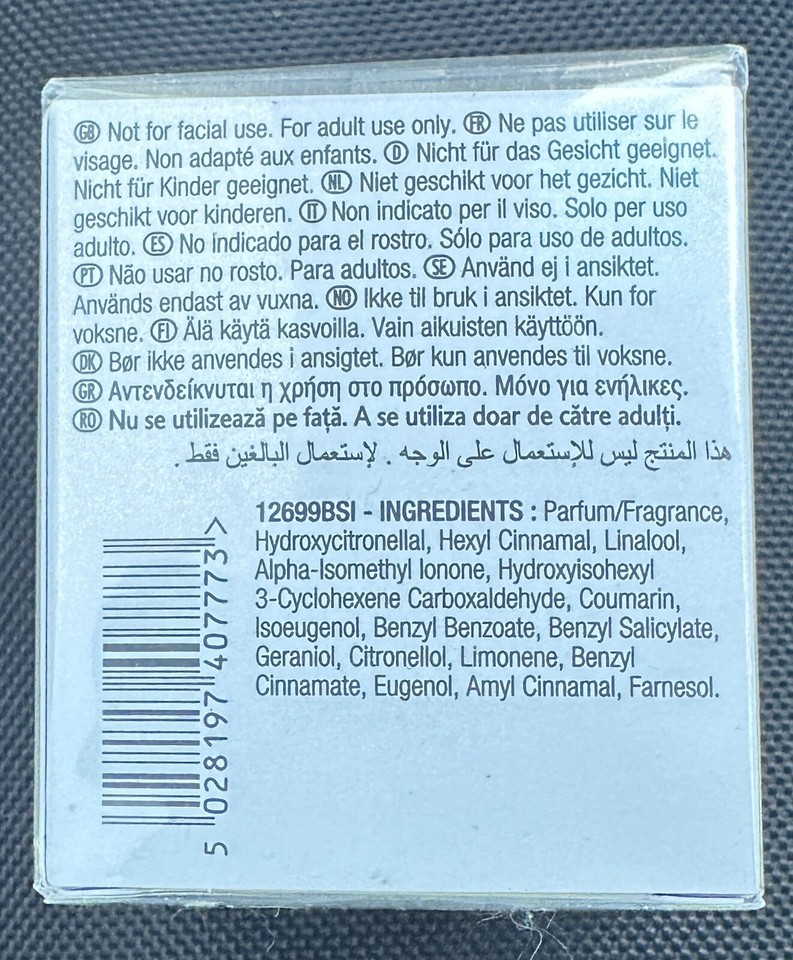 GB Not for facial use. For adult use only. FR Ne pas utiliser sur le
visage. Non adapté aux enfants. D Nicht für das Gesicht geeignet.
Nicht für Kinder geeignet. NL Niet geschikt voor het gezicht. Niet
geschikt voor kinderen. IT Non indicato per il viso. Solo per uso
adulto. ES No indicado para el rostro. Sólo para uso de adultos.
PT Não usar no rosto. Para adultos. SE Använd ej i ansiktet.
Används endast av vuxna. NO Ikke til bruk i ansiktet. Kun for
voksne. FI Älä käytä kasvoilla. Vain aikuisten käyttöön.
DK Bør ikke anvendes i ansigtet. Bør kun anvendes til voksne.
GR Αντενδείκνυται η χρήση στο πρόσωπο. Μόνο για ενήλικες.
RO Nu se utilizează pe față. A se utiliza doar de către adulți.
هذا المنتج ليس للإستعمال على الوجه . لإستعمال البالغين فقط .
12699BSI - INGREDIENTS : Parfum/Fragrance,
Hydroxycitronellal, Hexyl Cinnamal, Linalool,
Alpha-Isomethyl Ionone, Hydroxyisohexyl
3-Cyclohexene Carboxaldehyde, Coumarin,
Isoeugenol, Benzyl Benzoate, Benzyl Salicylate,
Geraniol, Citronellol, Limonene, Benzyl
Cinnamate, Eugenol, Amyl Cinnamal, Farnesol.
5 028197 407773 >